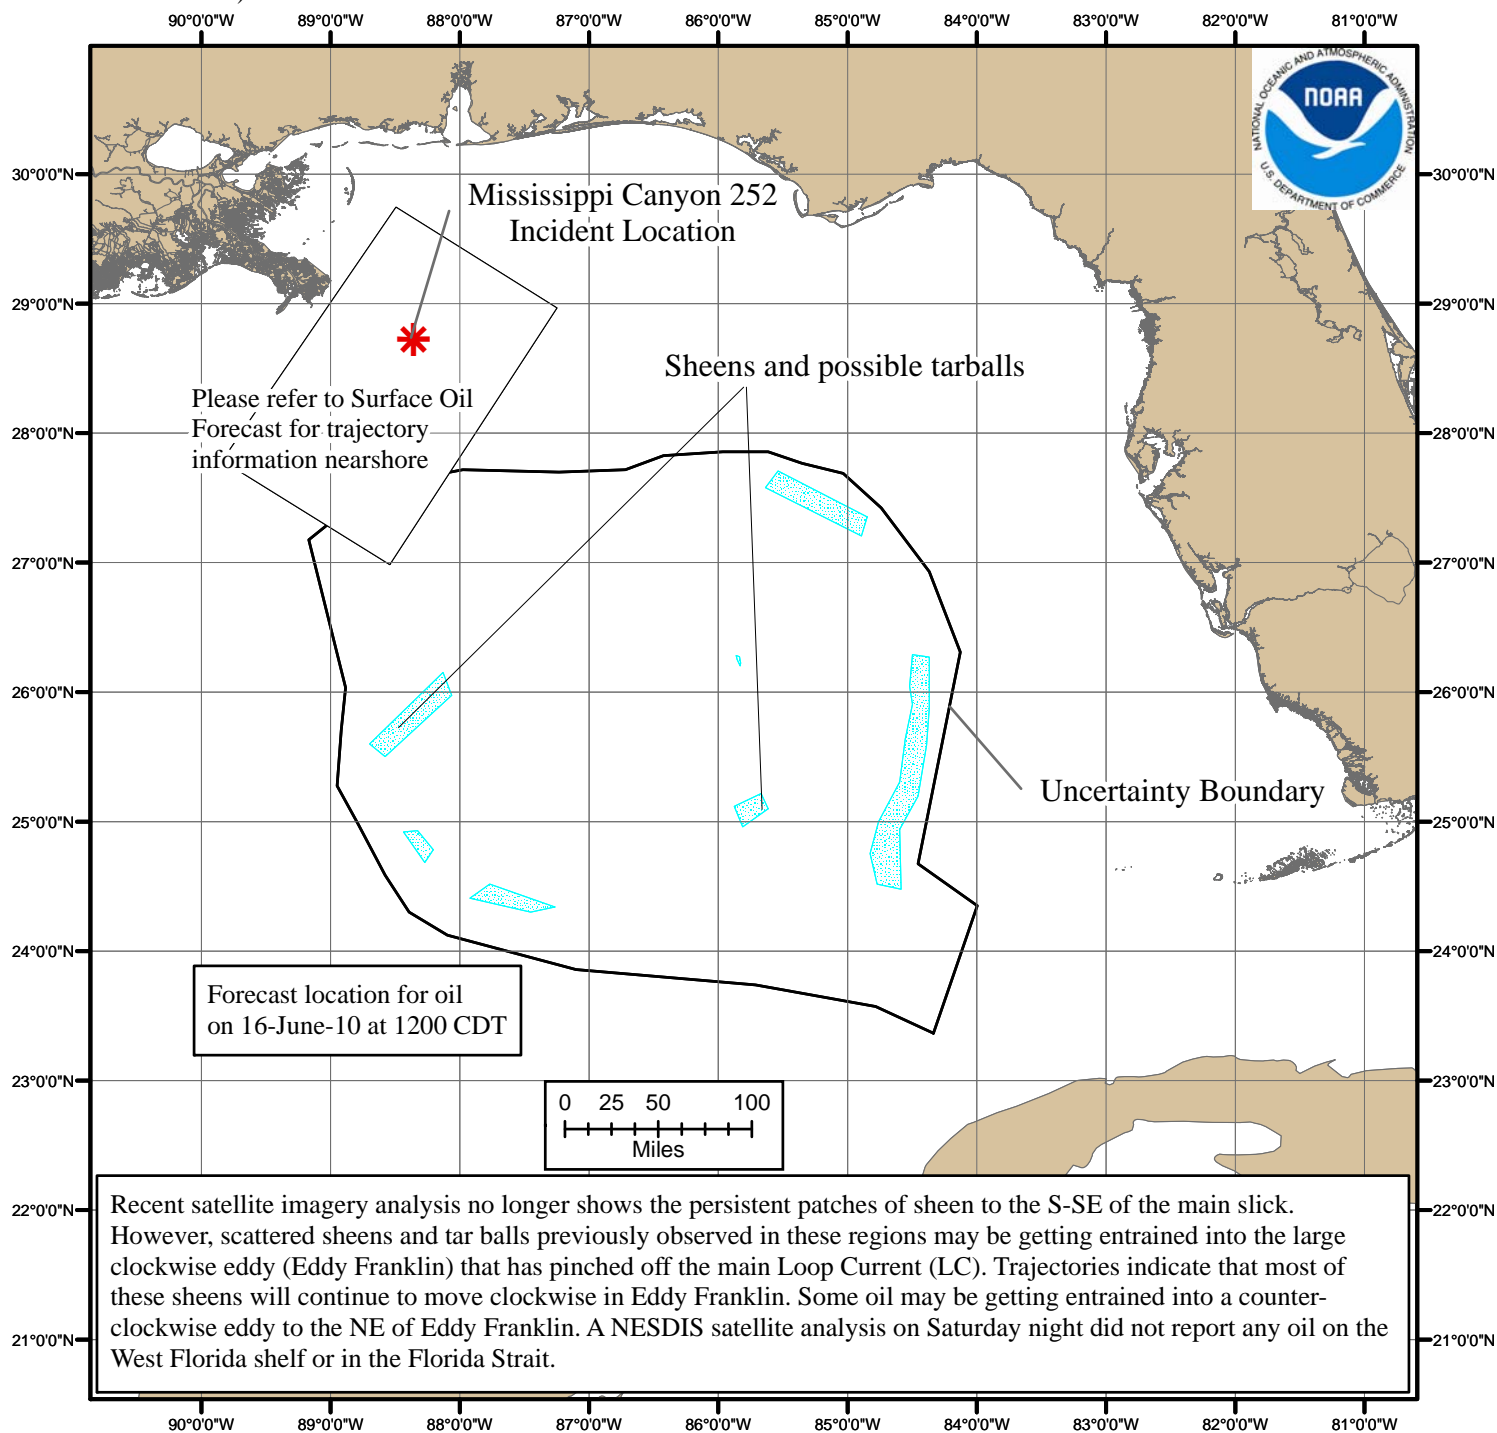 90°0'0"W 89°0'0"W 88°0'0"W 87°0'0"W 86°0'0"W 85°0'0"W 84°0'0"W 83°0'0"W 82°0'0"W 81°0'0"W
NATIONAL OCEANIC AND ATMOSPHERIC ADMINISTRATION
NOAA
U.S. DEPARTMENT OF COMMERCE
30°0'0"N 30°0'0"N
Mississippi Canyon 252
Incident Location
29°0'0"N 29°0'0"N
Sheens and possible tarballs
Please refer to Surface Oil
Forecast for trajectory
information nearshore
28°0'0"N 28°0'0"N
27°0'0"N 27°0'0"N
26°0'0"N 26°0'0"N
Uncertainty Boundary
25°0'0"N 25°0'0"N
24°0'0"N 24°0'0"N
Forecast location for oil
on 16-June-10 at 1200 CDT
23°0'0"N 23°0'0"N
0 25 50 100
Miles
22°0'0"N 22°0'0"N
21°0'0"N 21°0'0"N
Recent satellite imagery analysis no longer shows the persistent patches of sheen to the S-SE of the main slick.
However, scattered sheens and tar balls previously observed in these regions may be getting entrained into the large
clockwise eddy (Eddy Franklin) that has pinched off the main Loop Current (LC). Trajectories indicate that most of
these sheens will continue to move clockwise in Eddy Franklin. Some oil may be getting entrained into a counter-
clockwise eddy to the NE of Eddy Franklin. A NESDIS satellite analysis on Saturday night did not report any oil on the
West Florida shelf or in the Florida Strait.
90°0'0"W 89°0'0"W 88°0'0"W 87°0'0"W 86°0'0"W 85°0'0"W 84°0'0"W 83°0'0"W 82°0'0"W 81°0'0"W